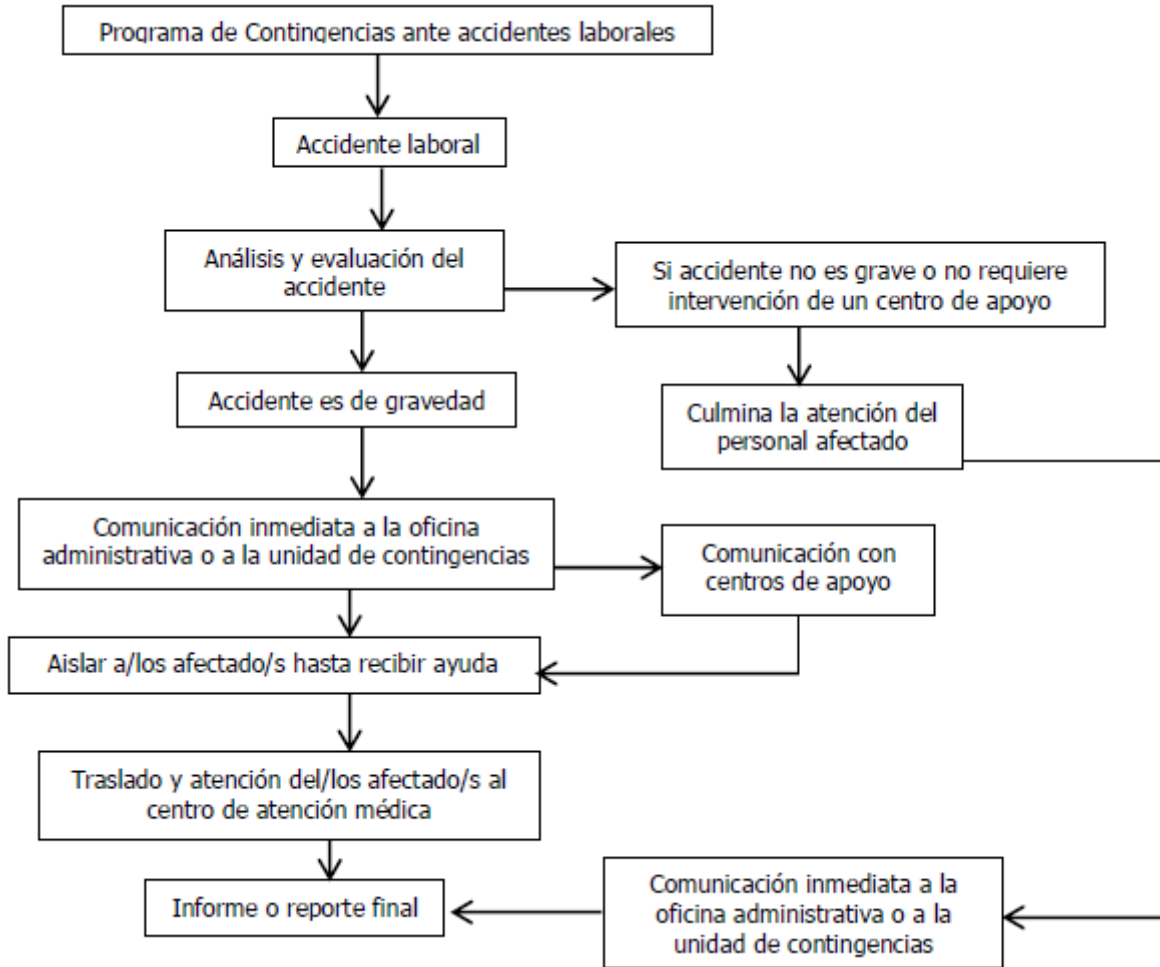 Programa de Contingencias ante accidentes laborales
Accidente laboral
Análisis y evaluación del
accidente
Si accidente no es grave o no requiere
intervención de un centro de apoyo
Accidente es de gravedad
Culmina la atención del
personal afectado
Comunicación inmediata a la oficina
administrativa o a la unidad de contingencias
Comunicación con
centros de apoyo
Aislar a/los afectado/s hasta recibir ayuda
Traslado y atención del/los afectado/s al
centro de atención médica
Informe o reporte final
Comunicación inmediata a la
oficina administrativa o a la
unidad de contingencias